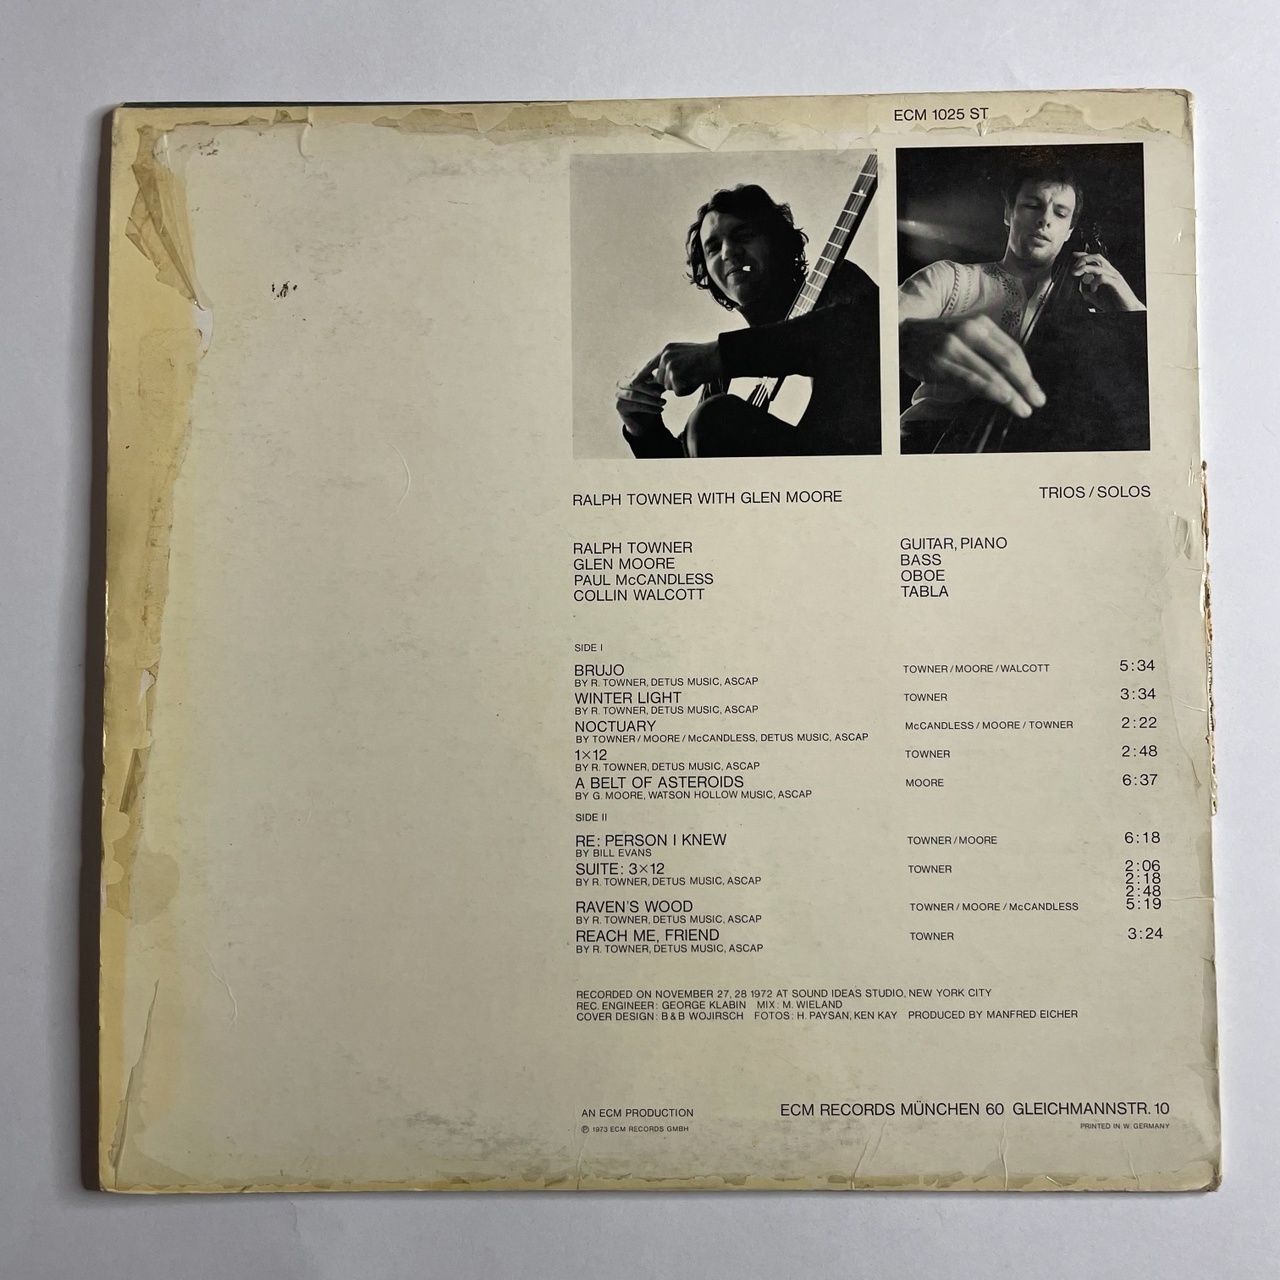 ECM 1025 ST
RALPH TOWNER WITH GLEN MOORE TRIOS / SOLOS
RALPH TOWNER GUITAR, PIANO
GLEN MOORE BASS
PAUL McCANDLESS OBOE
COLLIN WALCOTT TABLA
SIDE I
BRUJO TOWNER / MOORE / WALCOTT 5:34
BY R. TOWNER, DETUS MUSIC, ASCAP
WINTER LIGHT TOWNER 3:34
BY R. TOWNER, DETUS MUSIC, ASCAP
NOCTUARY McCANDLESS / MOORE / TOWNER 2:22
BY TOWNER / MOORE / McCANDLESS, DETUS MUSIC, ASCAP
1×12 TOWNER 2:48
BY R. TOWNER, DETUS MUSIC, ASCAP
A BELT OF ASTEROIDS MOORE 6:37
BY G. MOORE, WATSON HOLLOW MUSIC, ASCAP
SIDE II
RE: PERSON I KNEW TOWNER / MOORE 6:18
BY BILL EVANS
SUITE: 3×12 TOWNER 2:06
BY R. TOWNER, DETUS MUSIC, ASCAP 2:18
2:48
RAVEN'S WOOD TOWNER / MOORE / McCANDLESS 5:19
BY R. TOWNER, DETUS MUSIC, ASCAP
REACH ME, FRIEND TOWNER 3:24
BY R. TOWNER, DETUS MUSIC, ASCAP
RECORDED ON NOVEMBER 27, 28 1972 AT SOUND IDEAS STUDIO, NEW YORK CITY
REC. ENGINEER: GEORGE KLABIN MIX: M. WIELAND
COVER DESIGN: B & B WOJIRSCH FOTOS: H. PAYSAN, KEN KAY PRODUCED BY MANFRED EICHER
AN ECM PRODUCTION ECM RECORDS MÜNCHEN 60 GLEICHMANNSTR. 10
℗ 1973 ECM RECORDS GMBH PRINTED IN W. GERMANY